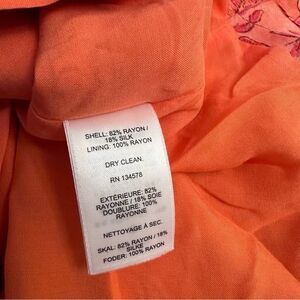 SHELL: 82% RAYON /
18% SILK
LINING: 100% RAYON
DRY CLEAN
RN 134578
EXTÉRIEURE: 82%
RAYONNE / 18% SOIE
DOUBLURE: 100%
RAYONNE
NETTOYAGE À SEC.
SKAL: 82% RAYON / 18%
SILKE
FODER: 100% RAYON